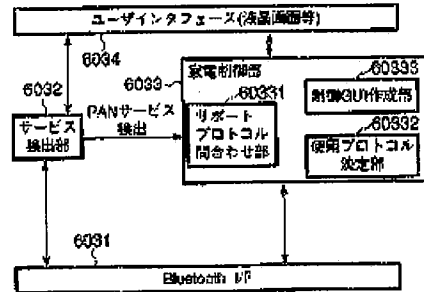 ユーザインタフェース(液晶画面等)
6034
6032
サービス
検出部
PANサービス
検出
6033
家電制御部
60331
リポート
プロトコル
問合わせ部
60333
制御GUI作成部
60332
使用プロトコル
決定部
6031
Bluetooth I/F